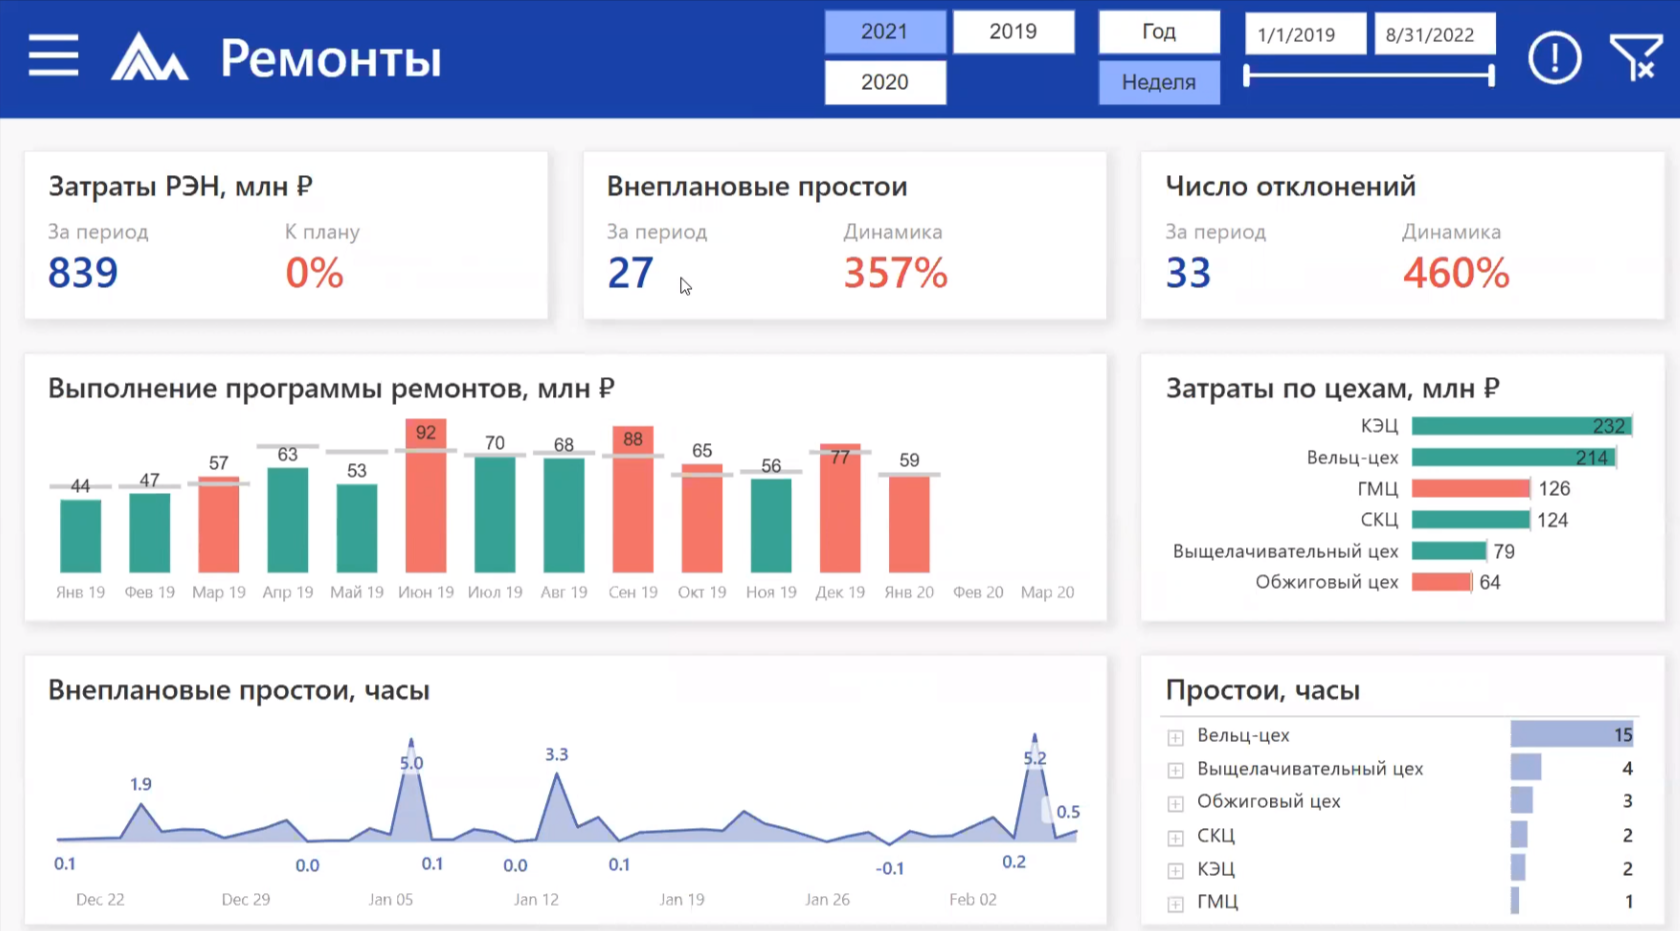 Ремонты
2021
2019
2020
Год
Неделя
1/1/2019
8/31/2022
Затраты РЭН, млн ₽
За период
К плану
839
0%
Внеплановые простои
За период
Динамика
27
357%
Число отклонений
За период
Динамика
33
460%
Выполнение программы ремонтов, млн ₽
44 47 57 63 53 92 70 68 88 65 56 77 59
Янв 19 Фев 19 Мар 19 Апр 19 Май 19 Июн 19 Июл 19 Авг 19 Сен 19 Окт 19 Ноя 19 Дек 19 Янв 20 Фев 20 Мар 20
Затраты по цехам, млн ₽
КЭЦ 232
Вельц-цех 214
ГМЦ 126
СКЦ 124
Выщелачивательный цех 79
Обжиговый цех 64
Внеплановые простои, часы
1.9 5.0 3.3 5.2 0.5
0.1 0.0 0.1 0.0 0.1 -0.1 0.2
Dec 22 Dec 29 Jan 05 Jan 12 Jan 19 Jan 26 Feb 02
Простои, часы
Вельц-цех 15
Выщелачивательный цех 4
Обжиговый цех 3
СКЦ 2
КЭЦ 2
ГМЦ 1